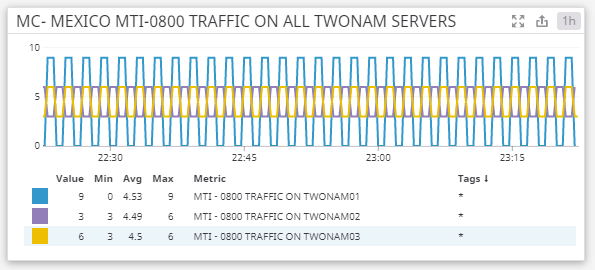 MC- MEXICO MTI-0800 TRAFFIC ON ALL TWONAM SERVERS 1h
10
5
0
22:30 22:45 23:00 23:15
Value Min Avg Max Metric Tags ↓
9 0 4.53 9 MTI - 0800 TRAFFIC ON TWONAM01 *
3 3 4.49 6 MTI - 0800 TRAFFIC ON TWONAM02 *
6 3 4.5 6 MTI - 0800 TRAFFIC ON TWONAM03 *